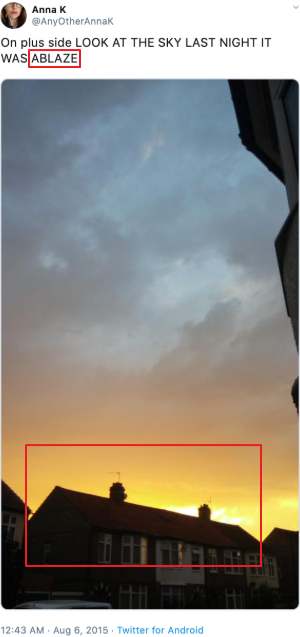 Anna K
@AnyOtherAnnaK
On plus side LOOK AT THE SKY LAST NIGHT IT
WAS ABLAZE
12:43 AM · Aug 6, 2015 · Twitter for Android